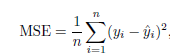 MSE = \frac{1}{n} \sum_{i=1}^{n} (y_i - \hat{y}_i)^2,